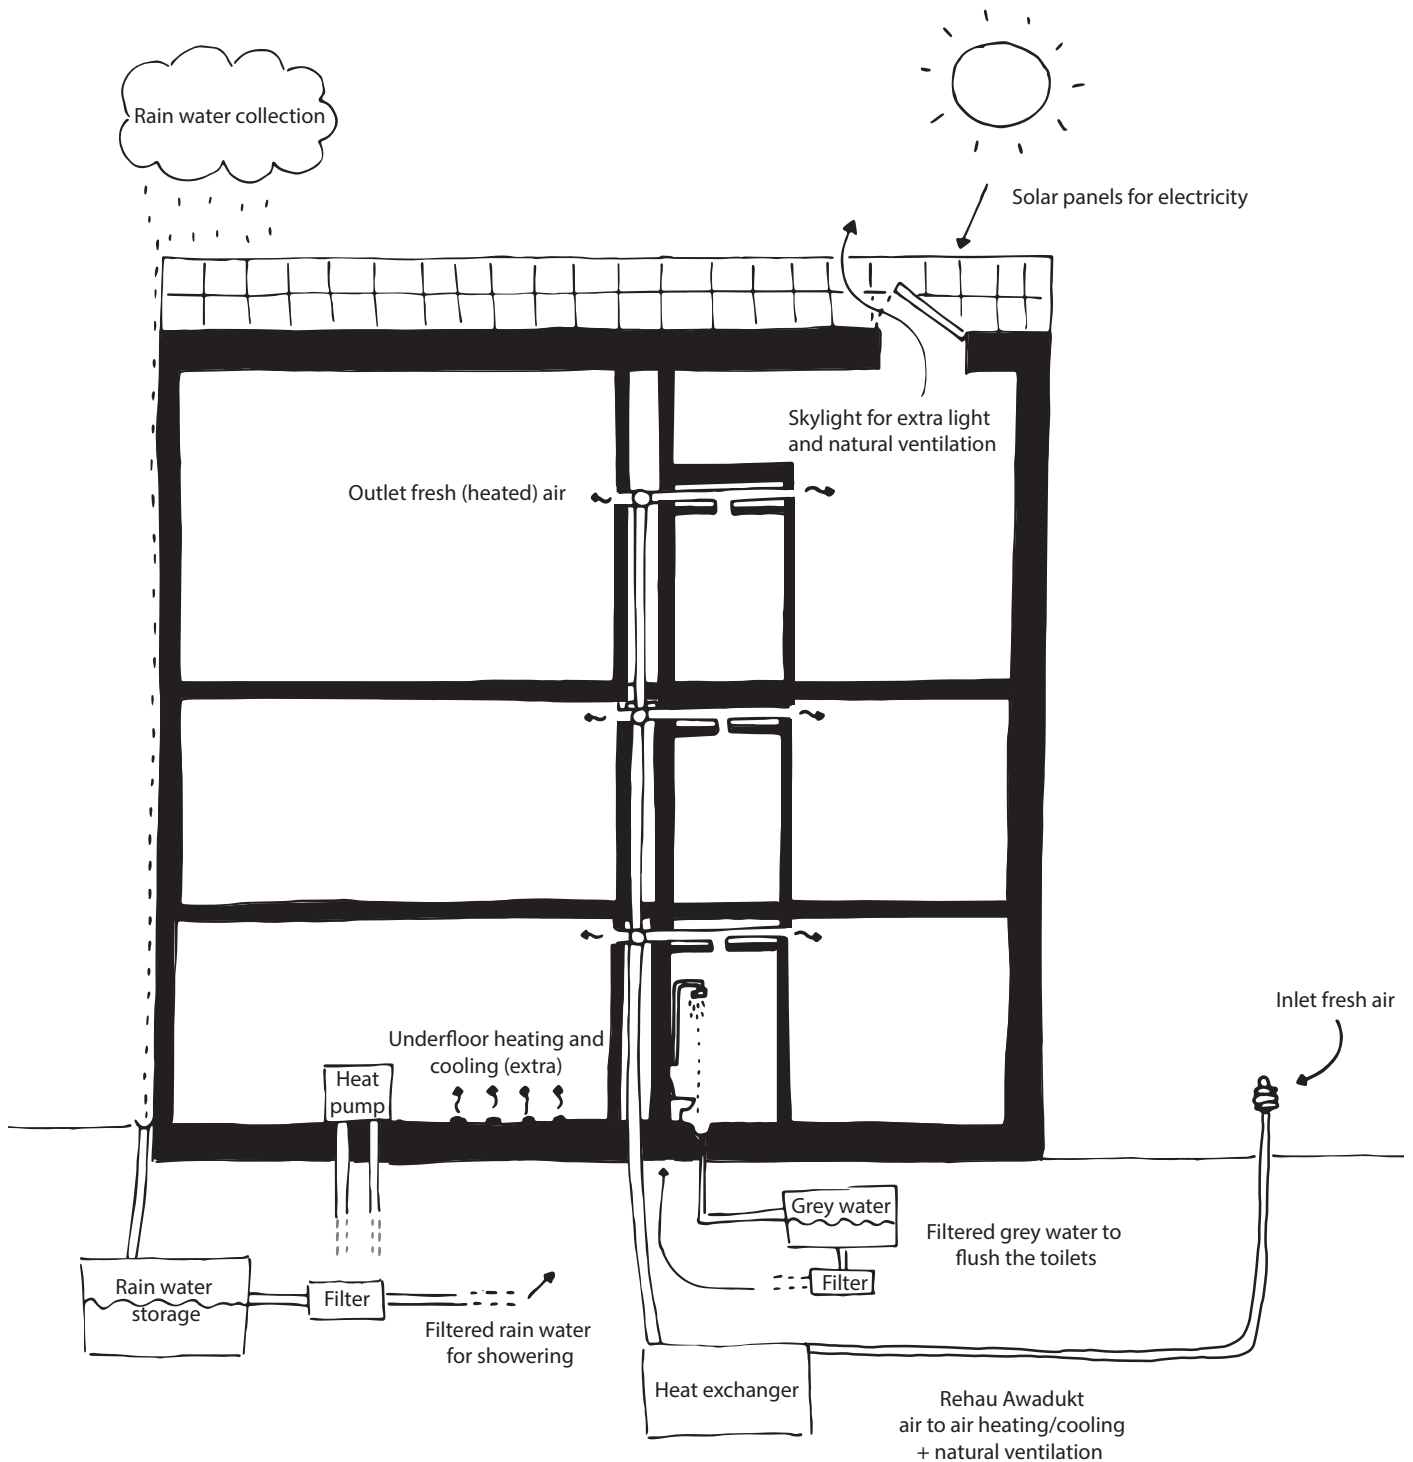 Rain water collection
Solar panels for electricity
Skylight for extra light
and natural ventilation
Outlet fresh (heated) air
Inlet fresh air
Underfloor heating and
cooling (extra)
Heat
pump
Grey water
Filtered grey water to
flush the toilets
Filter
Rain water
storage
Filter
Filtered rain water
for showering
Heat exchanger
Rehau Awadukt
air to air heating/cooling
+ natural ventilation